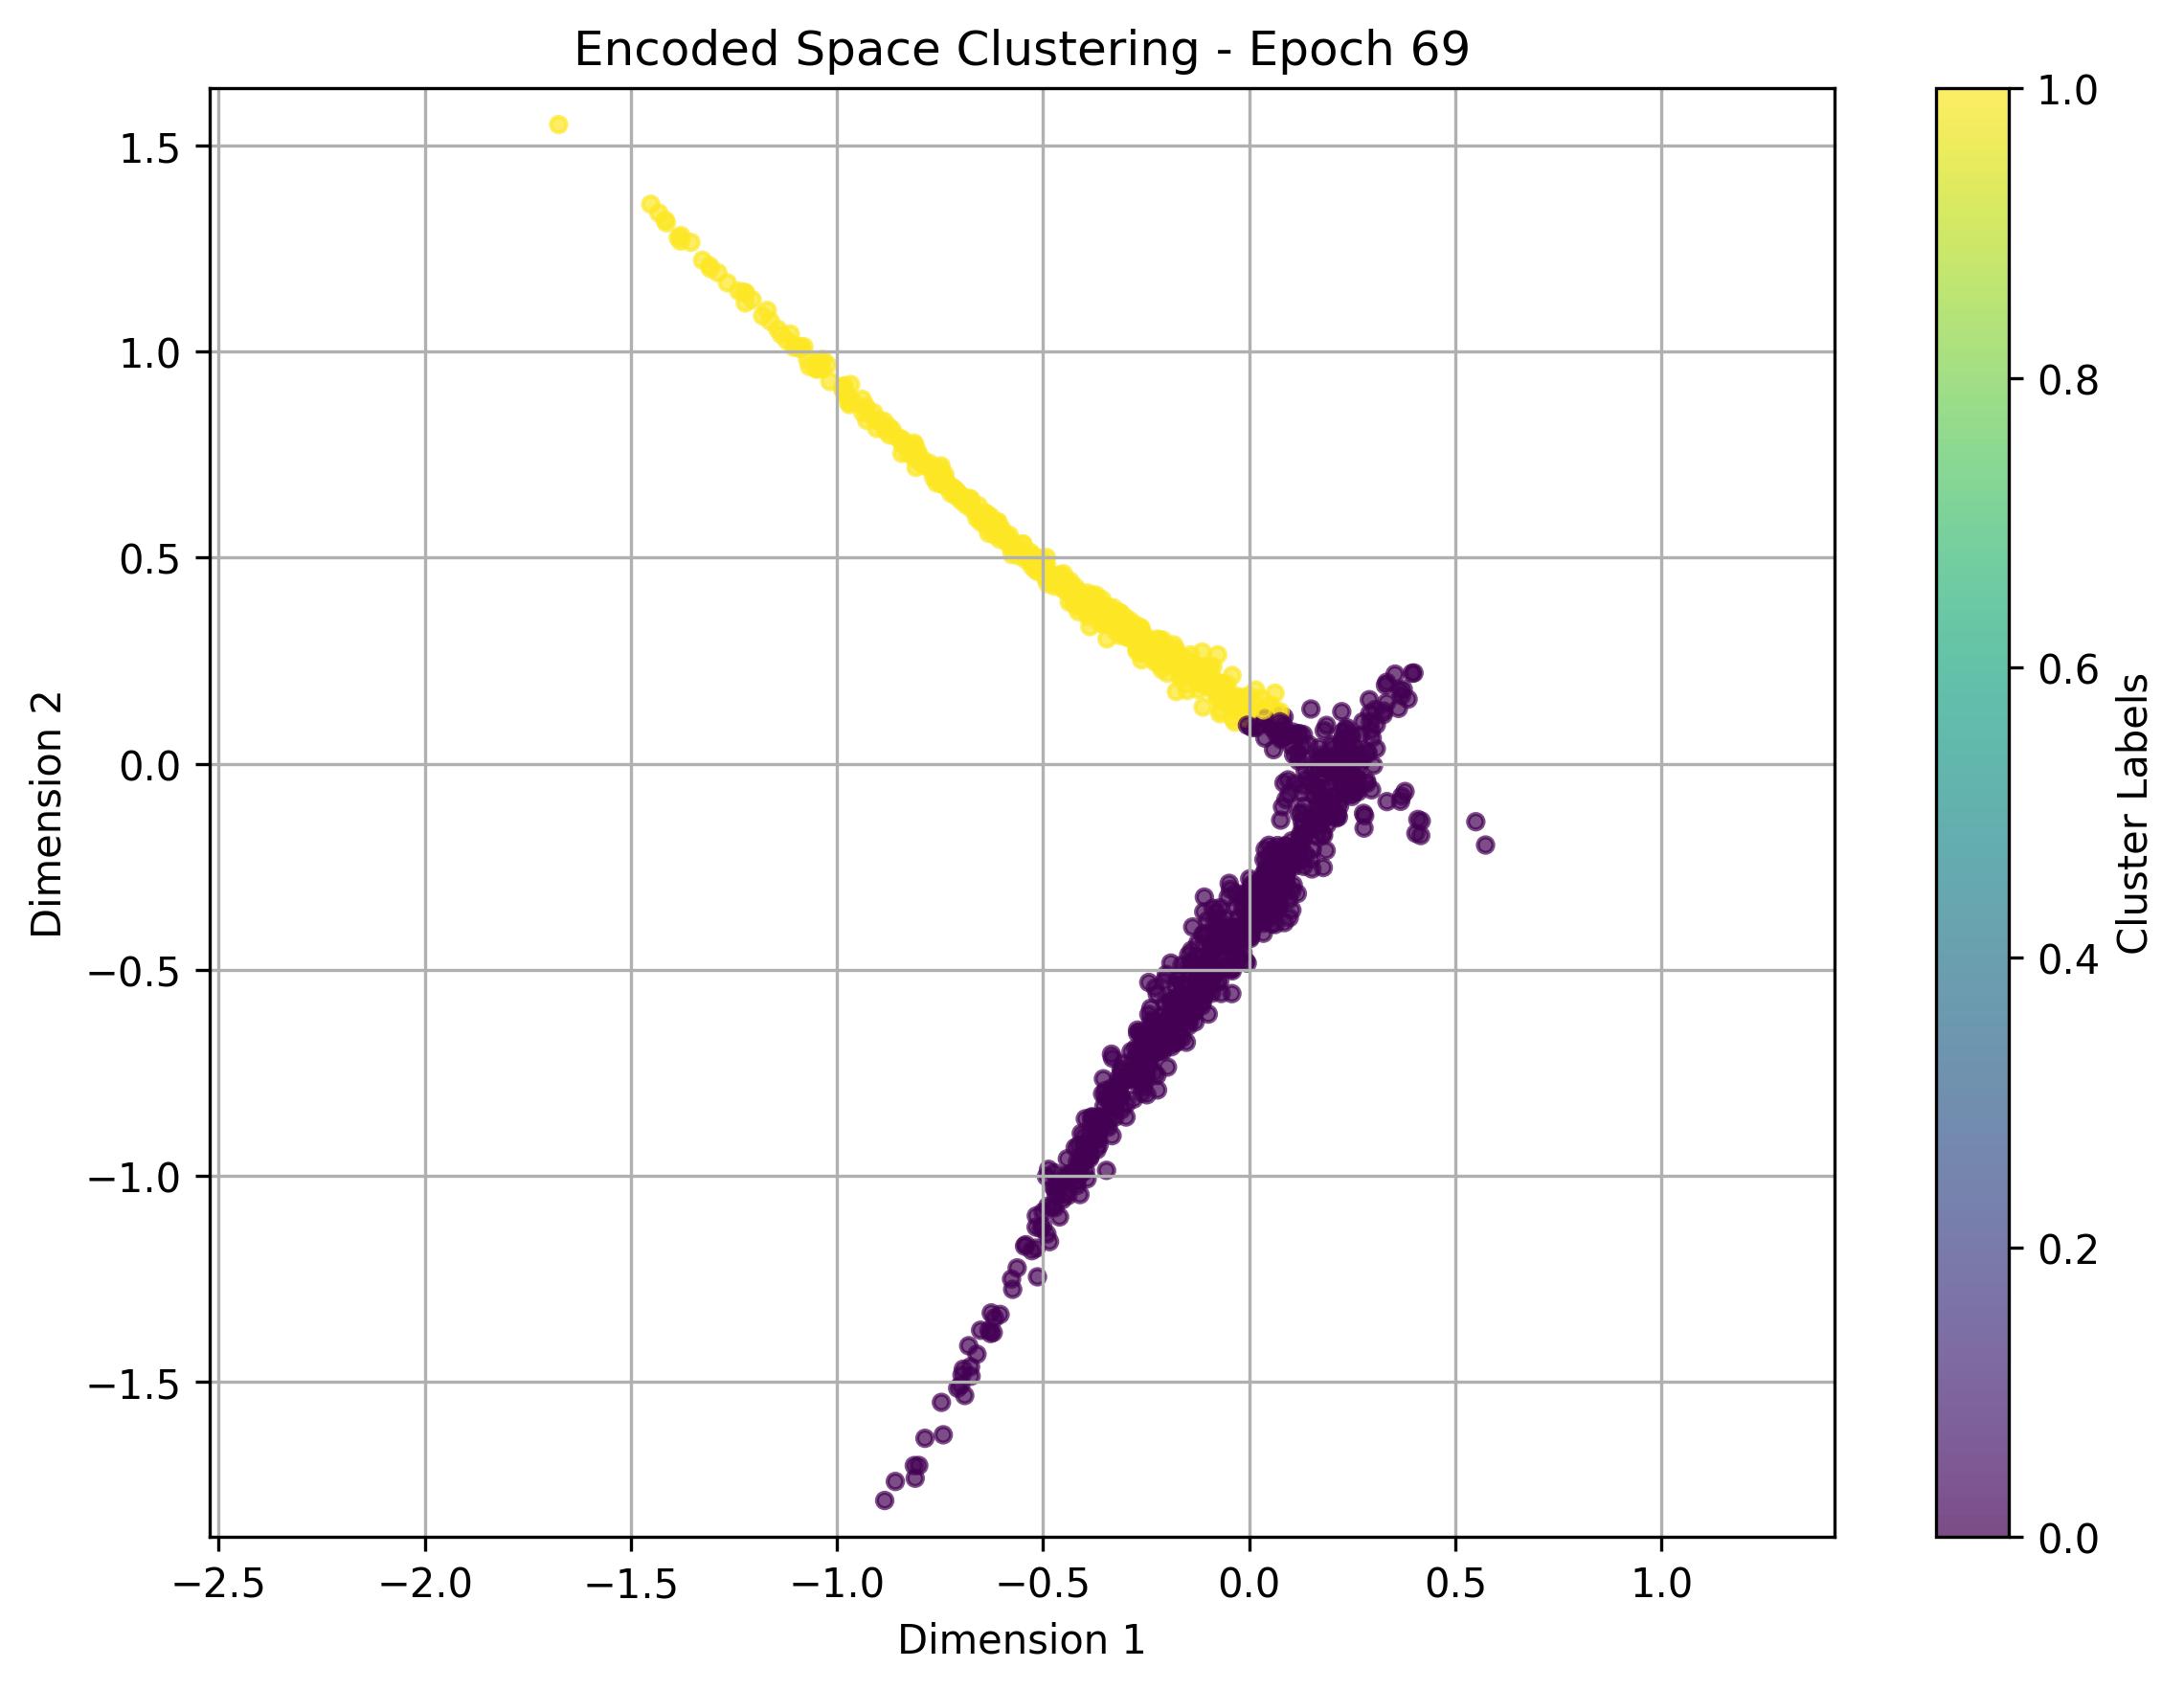 Encoded Space Clustering - Epoch 69
1.5
1.0
0.5
0.0
−0.5
−1.0
−1.5
Dimension 2
−2.5 −2.0 −1.5 −1.0 −0.5 0.0 0.5 1.0
Dimension 1
1.0
0.8
0.6
0.4
0.2
0.0
Cluster Labels